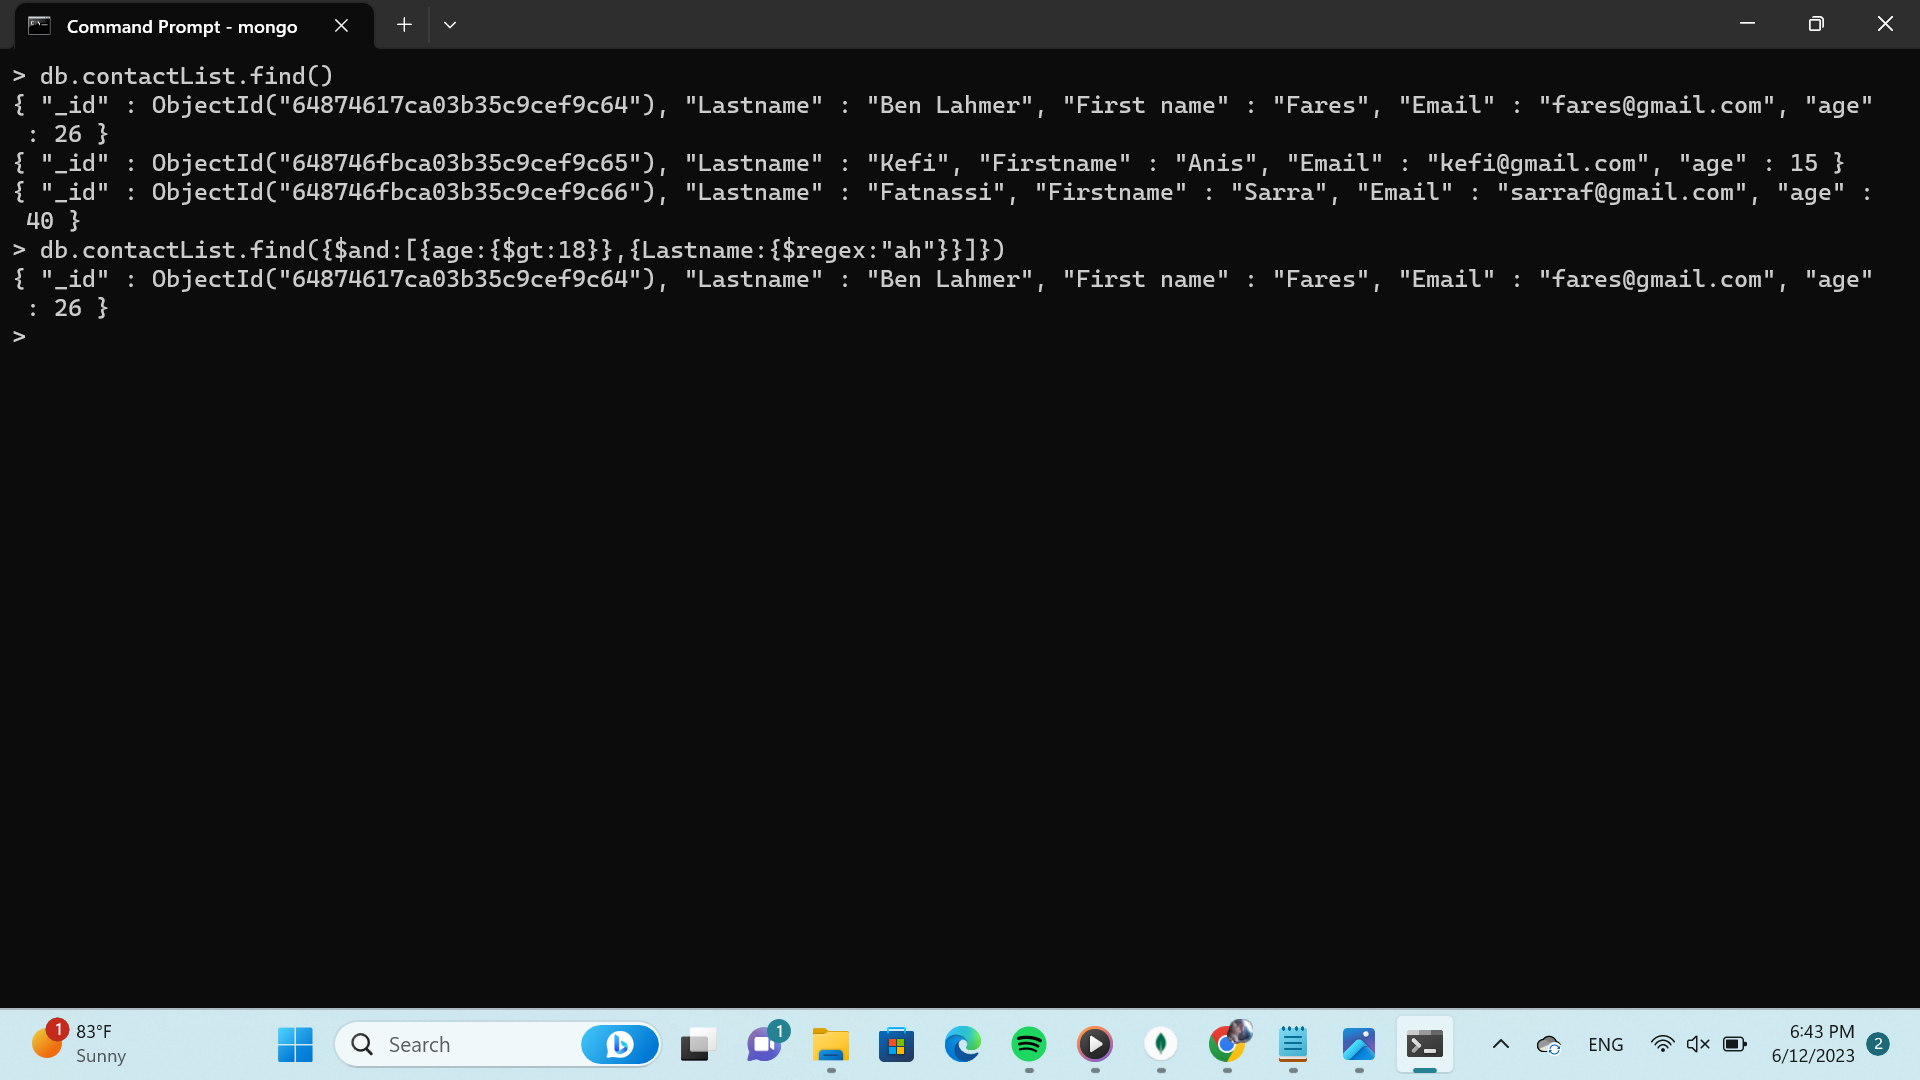 Command Prompt - mongo
> db.contactList.find()
{ "_id" : ObjectId("64874617ca03b35c9cef9c64"), "Lastname" : "Ben Lahmer", "First name" : "Fares", "Email" : "fares@gmail.com", "age"
 : 26 }
{ "_id" : ObjectId("648746fbca03b35c9cef9c65"), "Lastname" : "Kefi", "Firstname" : "Anis", "Email" : "kefi@gmail.com", "age" : 15 }
{ "_id" : ObjectId("648746fbca03b35c9cef9c66"), "Lastname" : "Fatnassi", "Firstname" : "Sarra", "Email" : "sarraf@gmail.com", "age" :
 40 }
> db.contactList.find({$and:[{age:{$gt:18}},{Lastname:{$regex:"ah"}}]})
{ "_id" : ObjectId("64874617ca03b35c9cef9c64"), "Lastname" : "Ben Lahmer", "First name" : "Fares", "Email" : "fares@gmail.com", "age"
 : 26 }
>
1
83°F
Sunny
Search
1
ENG
6:43 PM
6/12/2023
2